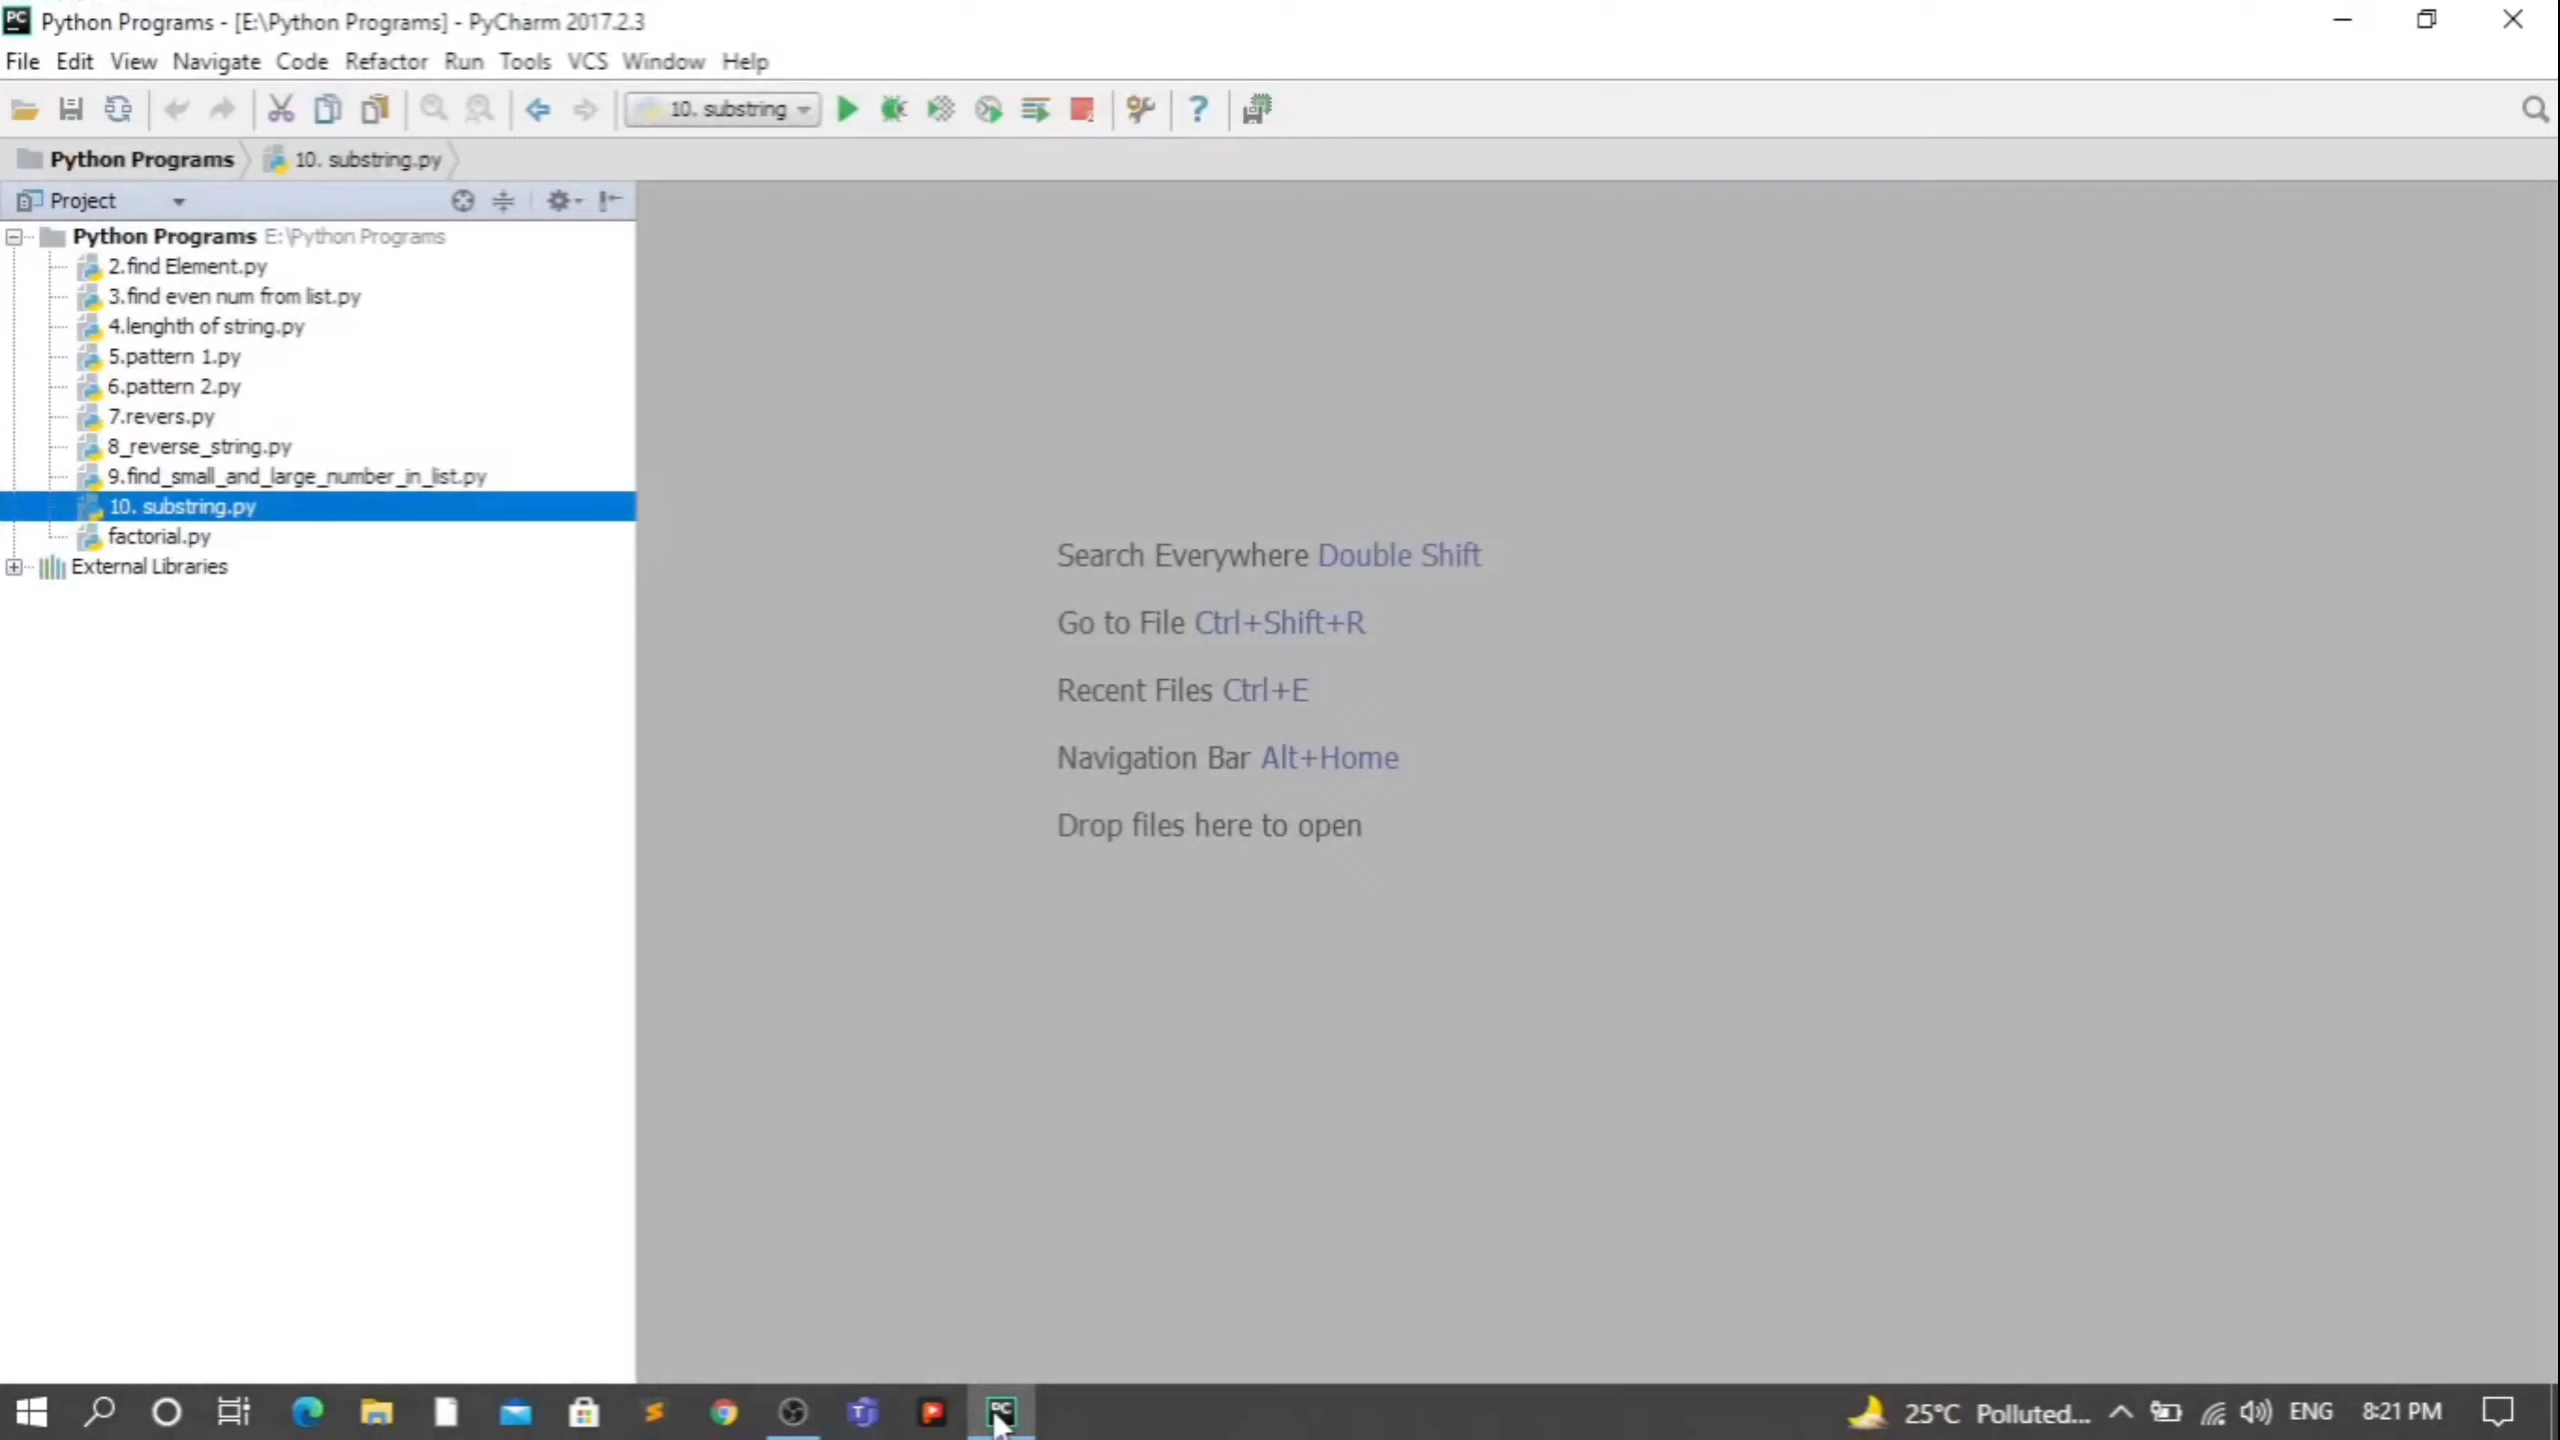 Python Programs - [E:\Python Programs] - PyCharm 2017.2.3
File Edit View Navigate Code Refactor Run Tools VCS Window Help
10. substring
Python Programs 10. substring.py
Project
Python Programs E:\Python Programs
2.find Element.py
3.find even num from list.py
4.lenghth of string.py
5.pattern 1.py
6.pattern 2.py
7.revers.py
8_reverse_string.py
9.find_small_and_large_number_in_list.py
10. substring.py
factorial.py
External Libraries
Search Everywhere Double Shift
Go to File Ctrl+Shift+R
Recent Files Ctrl+E
Navigation Bar Alt+Home
Drop files here to open
25°C Polluted... ENG 8:21 PM